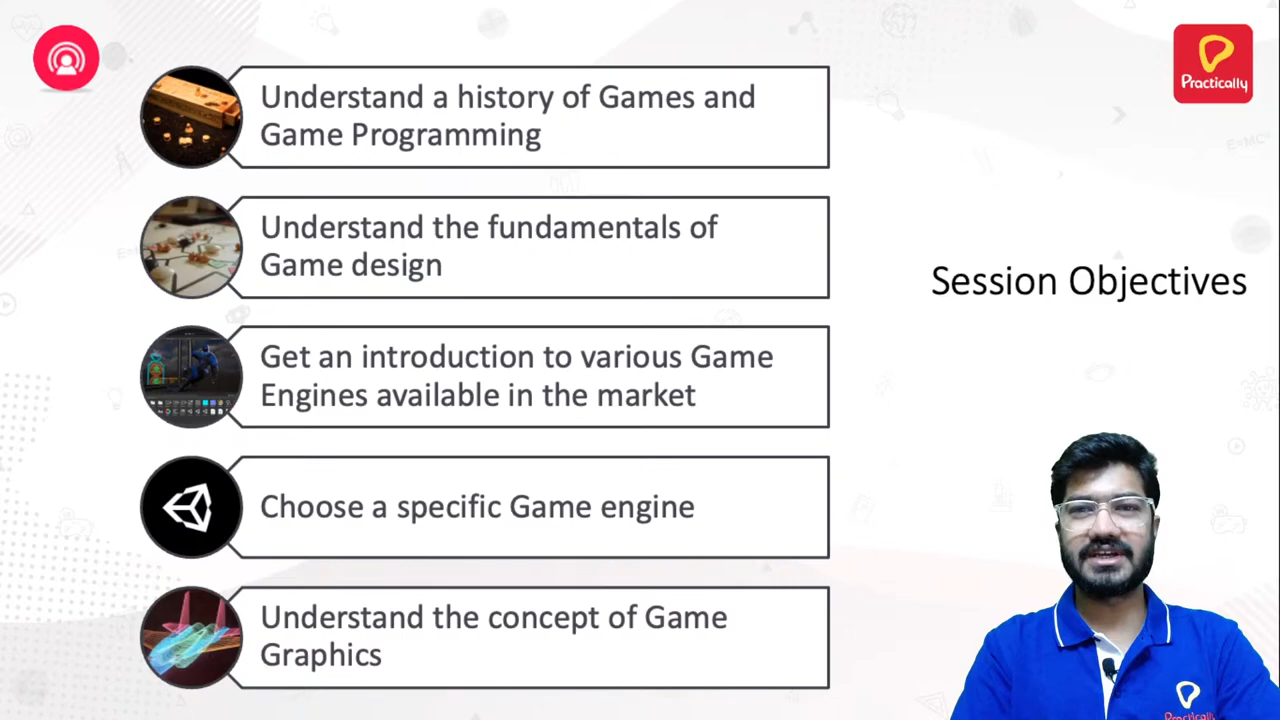 Understand a history of Games and
Game Programming
Understand the fundamentals of
Game design
Get an introduction to various Game
Engines available in the market
Choose a specific Game engine
Understand the concept of Game
Graphics
Session Objectives
Practically
Practically